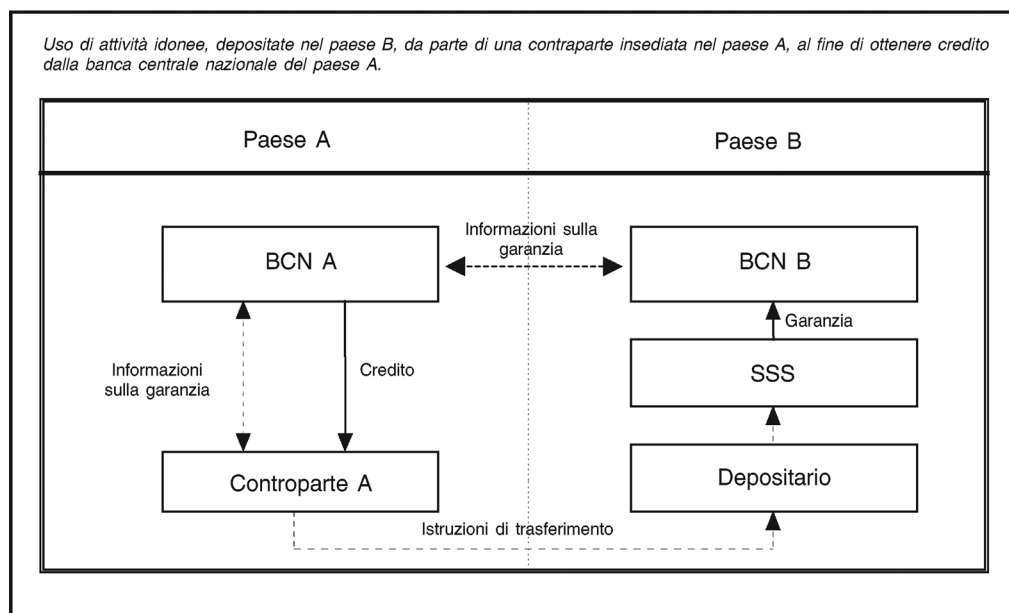 Uso di attività idonee, depositate nel paese B, da parte di una contraparte insediata nel paese A, al fine di ottenere credito
dalla banca centrale nazionale del paese A.
Paese A
Paese B
Informazioni sulla
garanzia
BCN A
BCN B
Garanzia
Informazioni
sulla garanzia
Credito
SSS
Controparte A
Depositario
Istruzioni di trasferimento